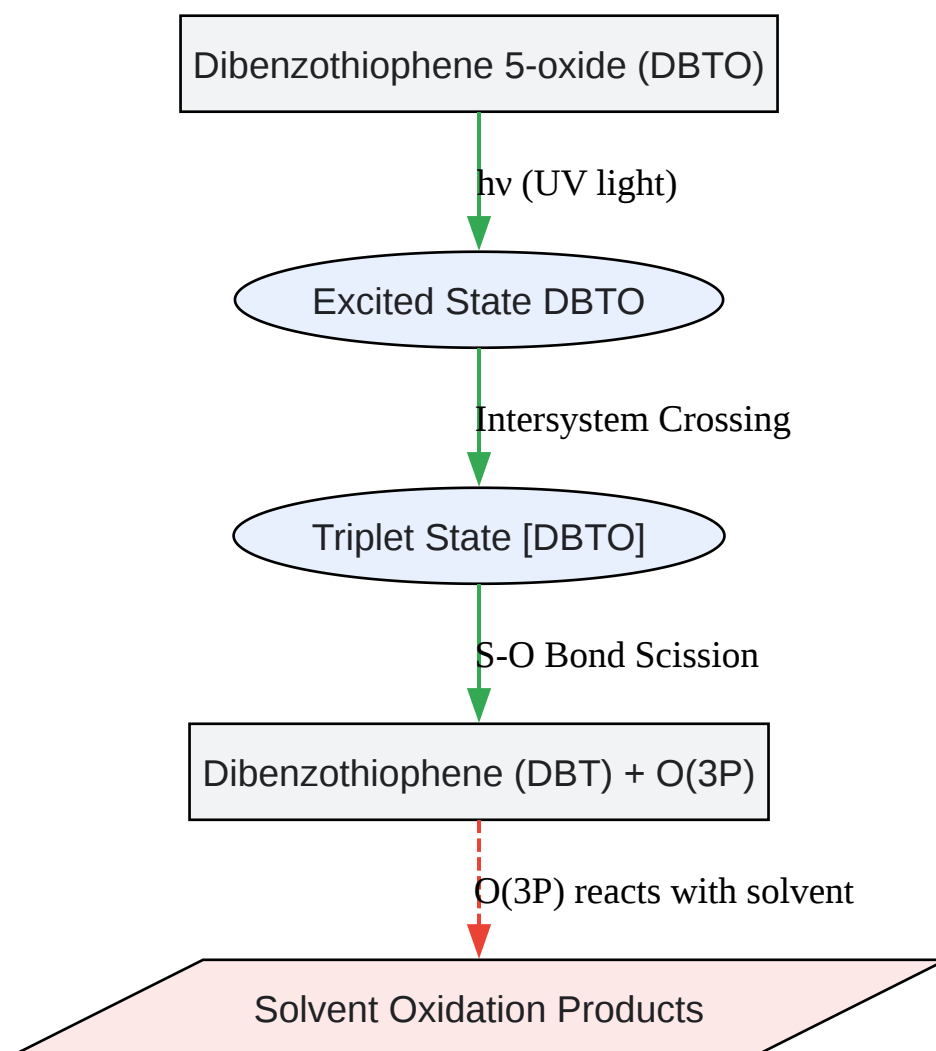 Dibenzothiophene 5-oxide (DBTO)
hν (UV light)
Excited State DBTO
Intersystem Crossing
Triplet State [DBTO]
S-O Bond Scission
Dibenzothiophene (DBT) + O(3P)
O(3P) reacts with solvent
Solvent Oxidation Products